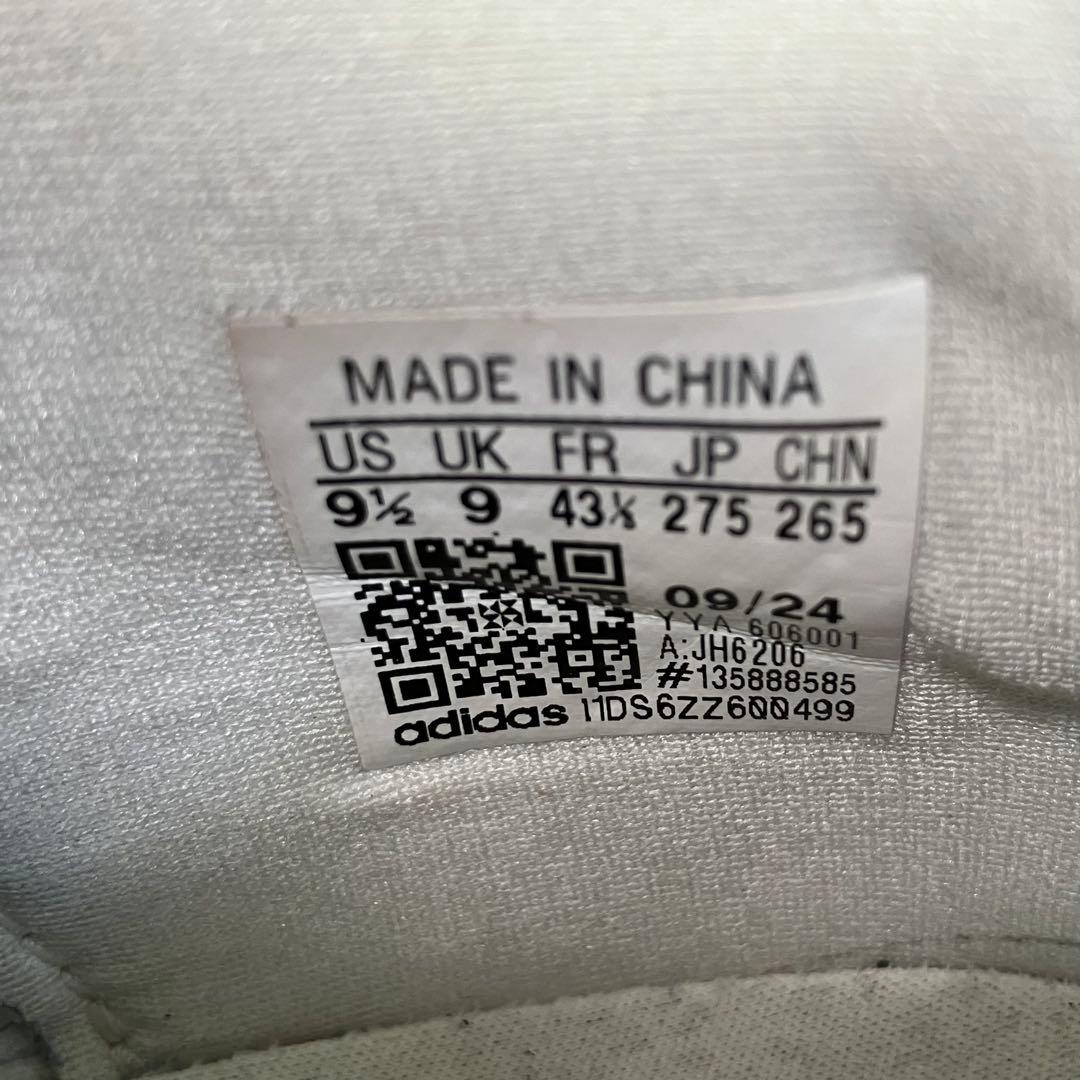 MADE IN CHINA
US UK FR JP CHN
9½ 9 43⅓ 275 265
09/24
YYA 606001
A:JH6206
#135888585
adidas 11DS6ZZ600499